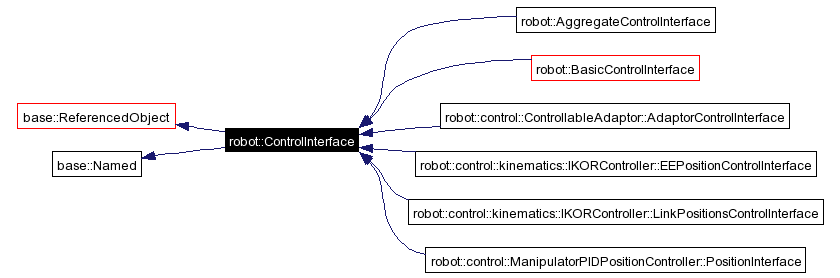 robot::AggregateControlInterface
robot::BasicControlInterface
base::ReferencedObject
robot::control::ControllableAdaptor::AdaptorControlInterface
robot::ControlInterface
base::Named
robot::control::kinematics::IKORController::EEPositionControlInterface
robot::control::kinematics::IKORController::LinkPositionsControlInterface
robot::control::ManipulatorPIDPositionController::PositionInterface